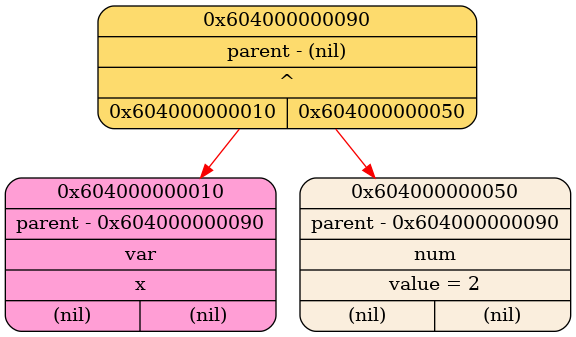 0x604000000090
parent - (nil)
^
0x604000000010 0x604000000050
0x604000000010
parent - 0x604000000090
var
x
(nil) (nil)
0x604000000050
parent - 0x604000000090
num
value = 2
(nil) (nil)